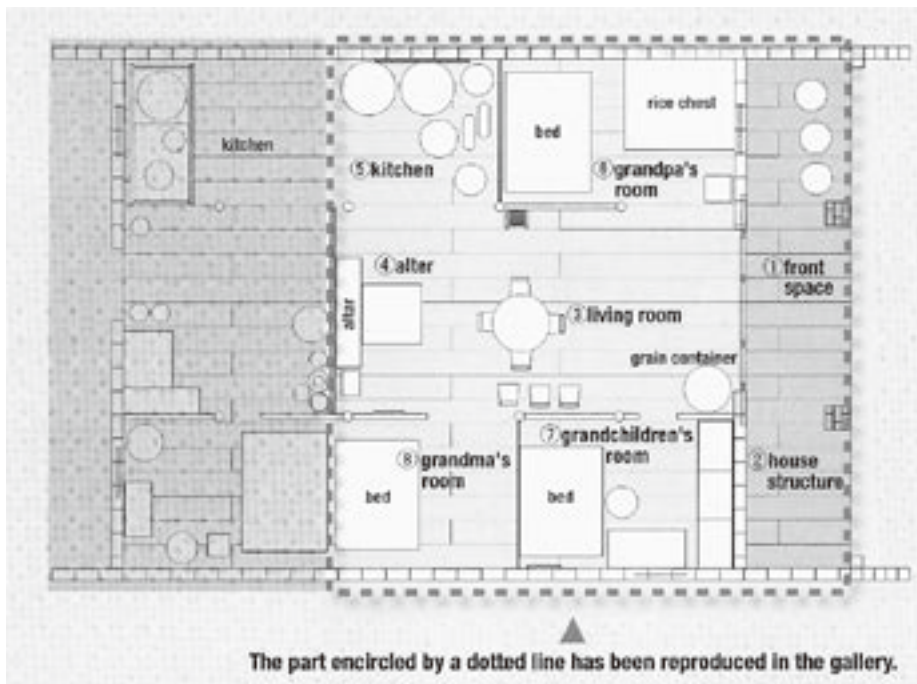 kitchen
⑤kitchen
bed
rice chest
⑥grandpa's
room
①front
space
④alter
altar
③living room
grain container
⑦grandchildren's
room
⑧grandma's
room
bed
bed
②house
structure
The part encircled by a dotted line has been reproduced in the gallery.